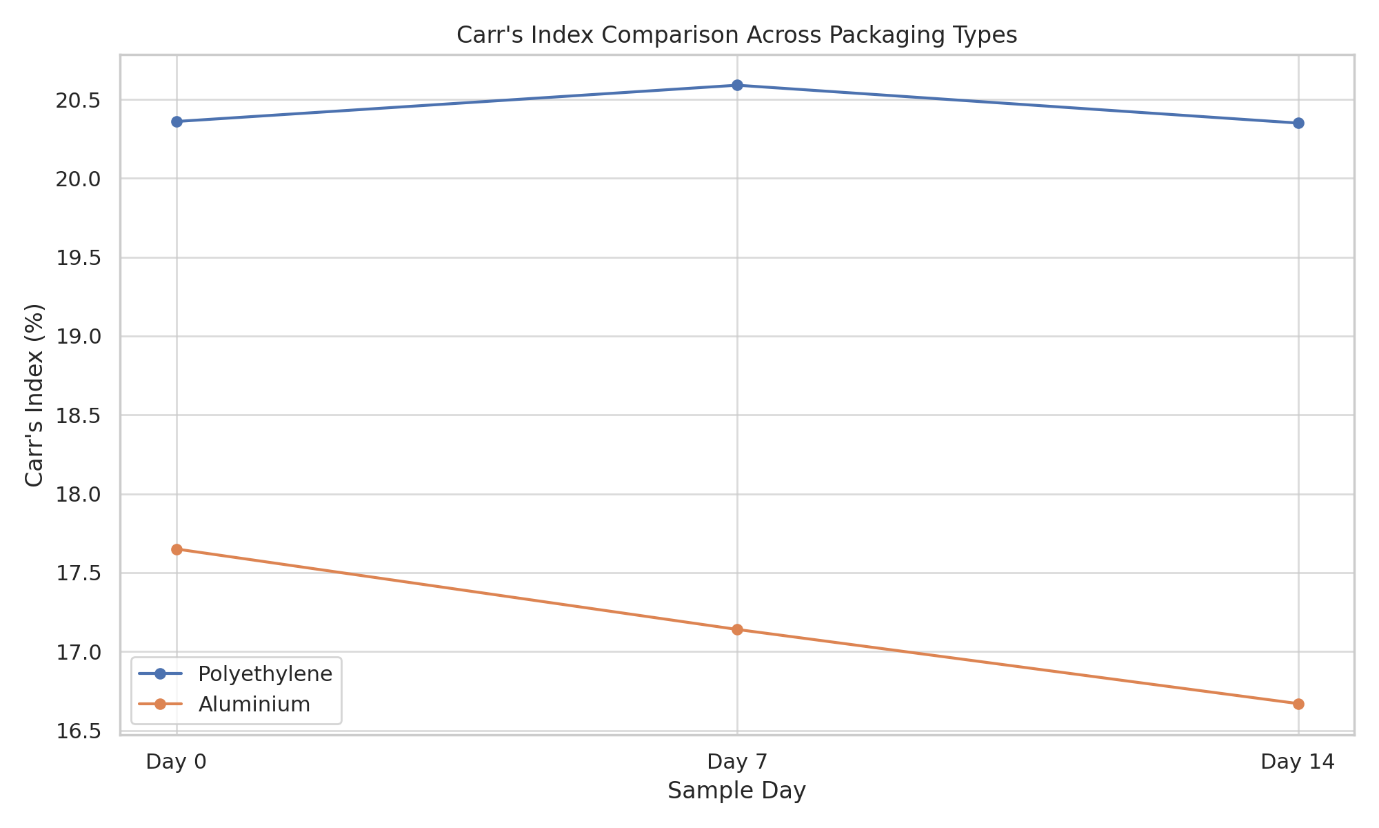 Carr's Index Comparison Across Packaging Types
Carr's Index (%)
20.5
20.0
19.5
19.0
18.5
18.0
17.5
17.0
16.5
Polyethylene
Aluminium
Day 0
Day 7
Day 14
Sample Day